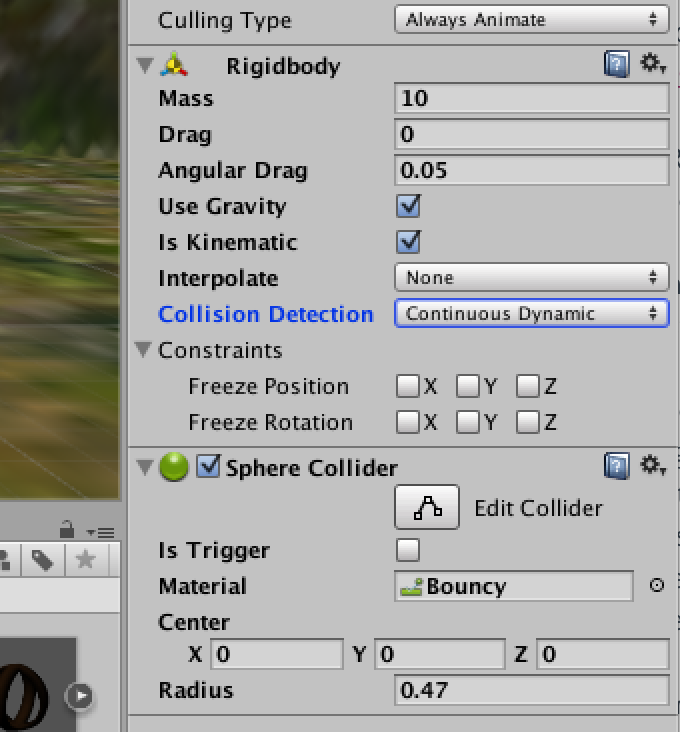 Culling Type Always Animate
Rigidbody
Mass 10
Drag 0
Angular Drag 0.05
Use Gravity
Is Kinematic
Interpolate None
Collision Detection Continuous Dynamic
Constraints
Freeze Position X Y Z
Freeze Rotation X Y Z
Sphere Collider
Edit Collider
Is Trigger
Material Bouncy
Center
X 0 Y 0 Z 0
Radius 0.47